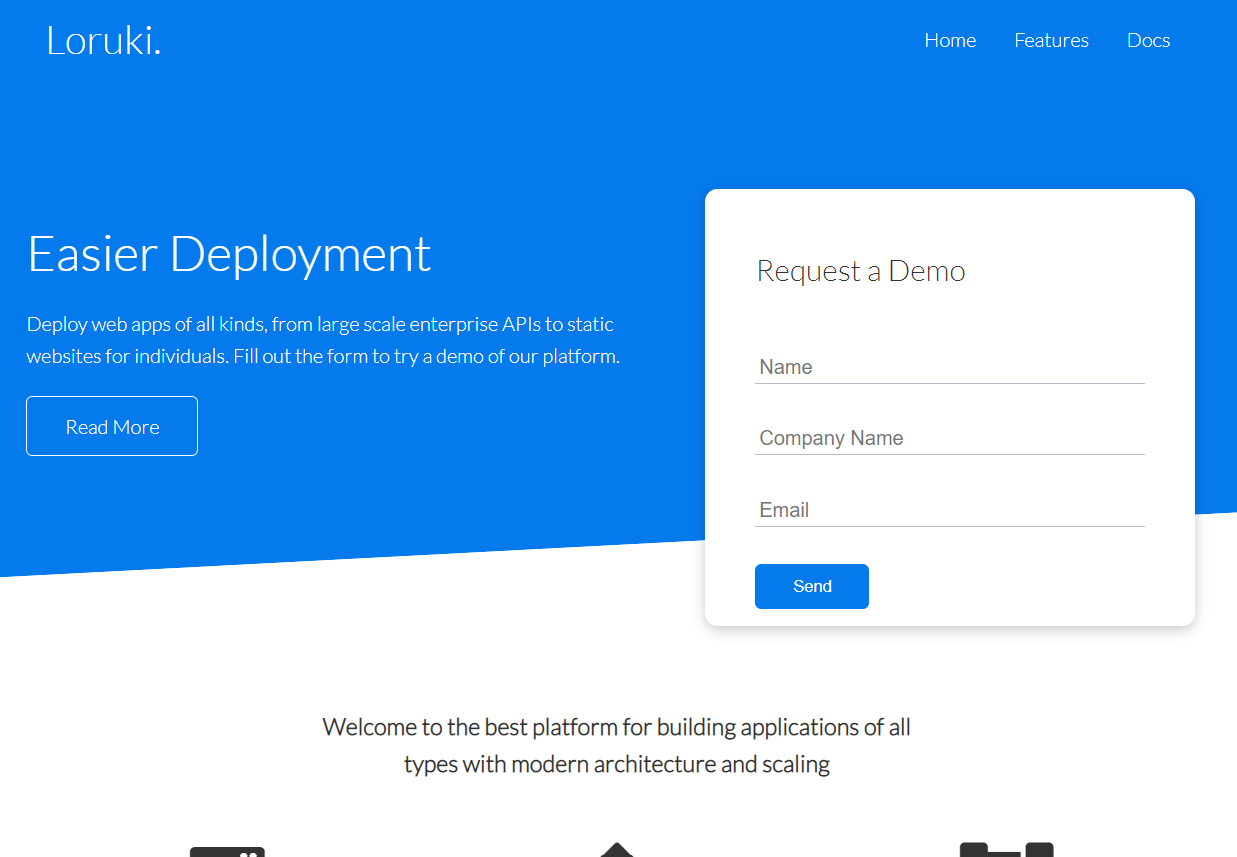 Loruki.
Home Features Docs
Easier Deployment
Deploy web apps of all kinds, from large scale enterprise APIs to static
websites for individuals. Fill out the form to try a demo of our platform.
Read More
Request a Demo
Name
Company Name
Email
Send
Welcome to the best platform for building applications of all
types with modern architecture and scaling